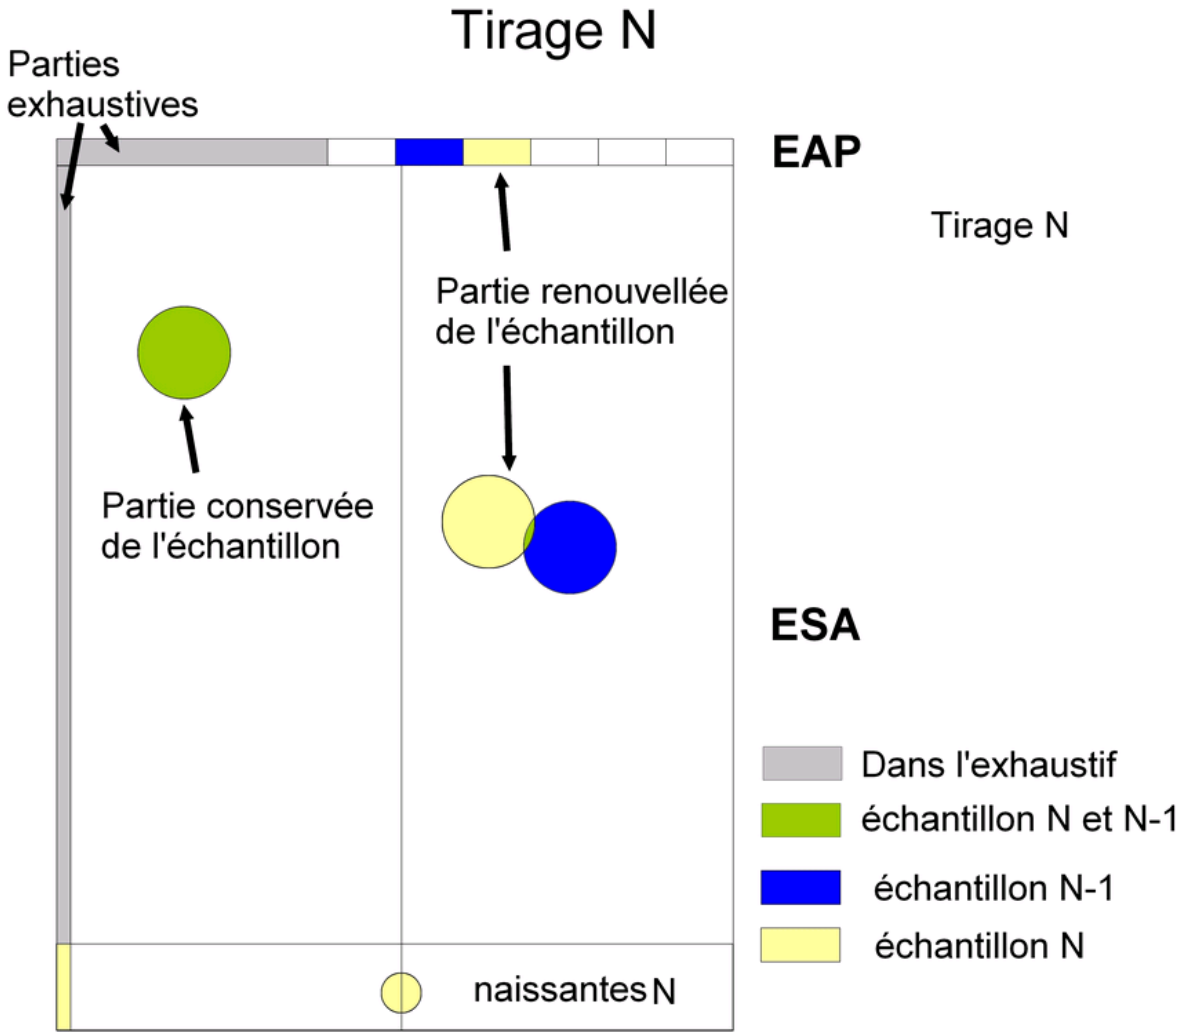 Tirage N
Parties
exhaustives
EAP
Tirage N
Partie renouvellée
de l'échantillon
Partie conservée
de l'échantillon
ESA
Dans l'exhaustif
échantillon N et N-1
échantillon N-1
échantillon N
naissantes N